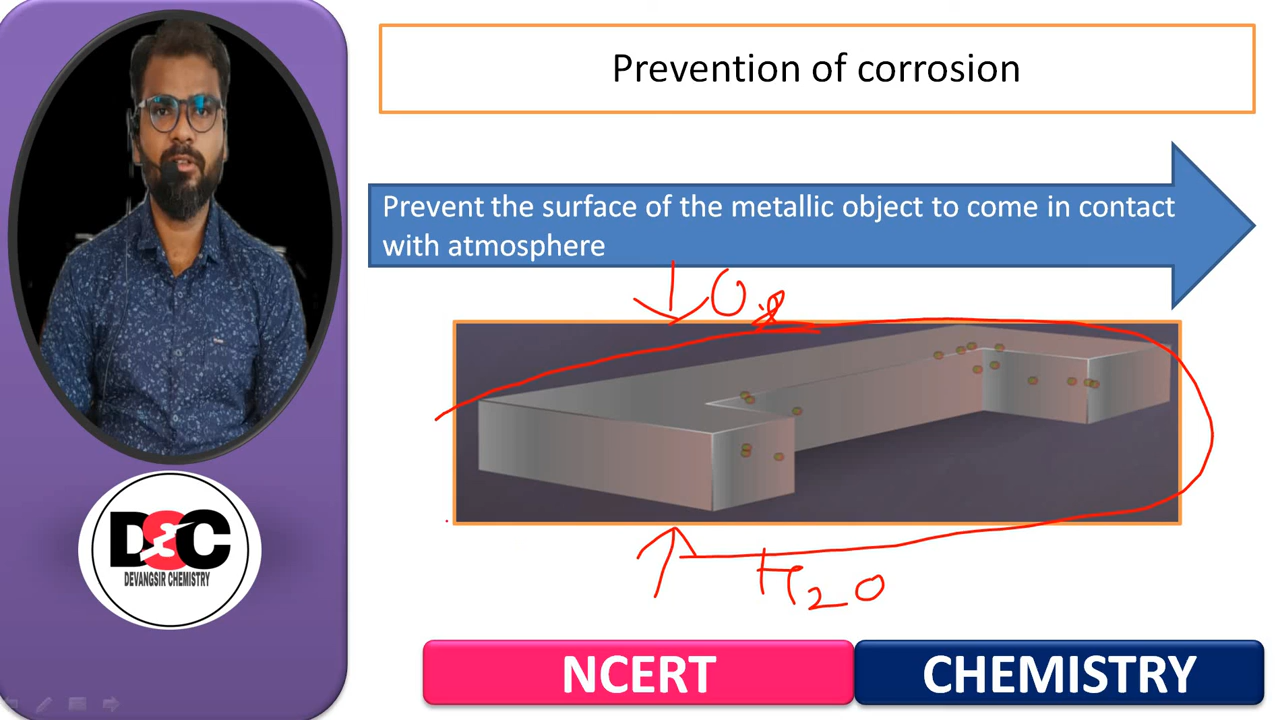 Prevention of corrosion
Prevent the surface of the metallic object to come in contact
with atmosphere
O2
H2O
DEC
DEVANGSIR CHEMISTRY
NCERT
CHEMISTRY